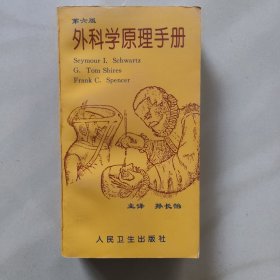 第六版
外科学原理手册
Seymour I. Schwartz
G. Tom Shires
Frank C. Spencer
主译 孙长怡
人民卫生出版社